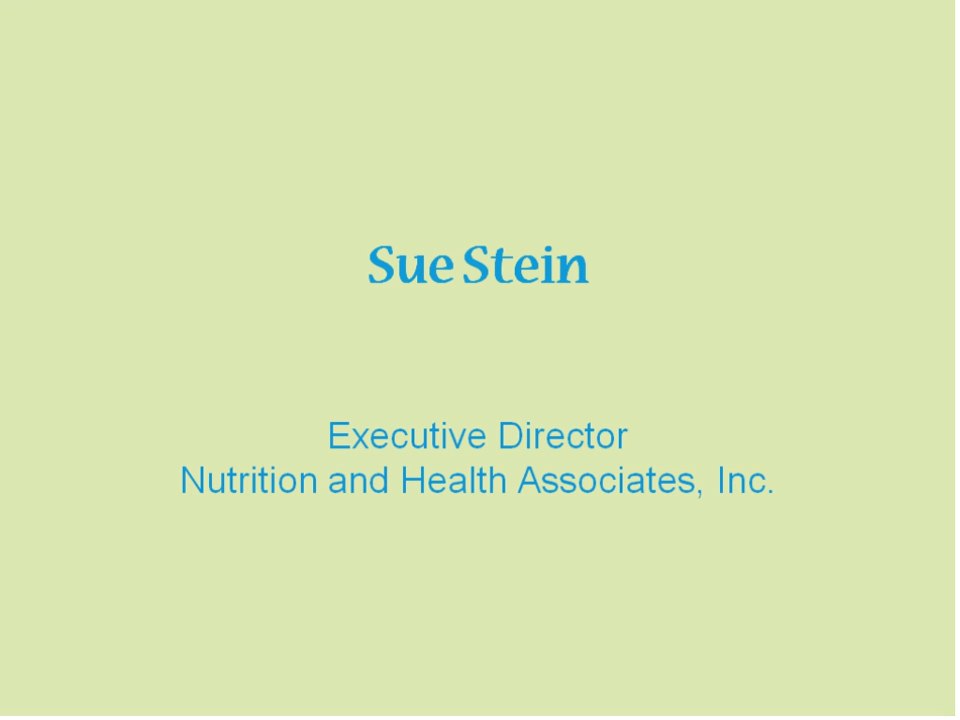 Sue Stein
Executive Director
Nutrition and Health Associates, Inc.